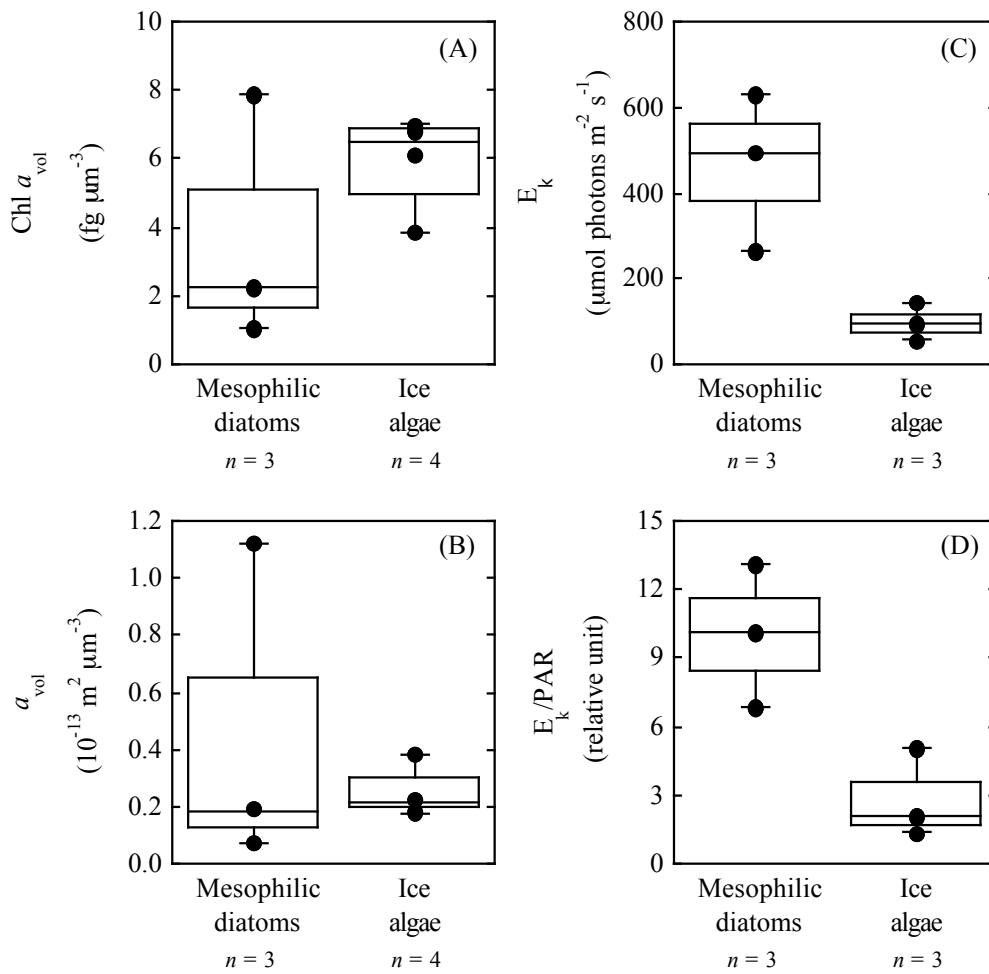 (A)
Chl a vol
(fg μm-3)
10
8
6
4
2
0
Mesophilic diatoms
n = 3
Ice algae
n = 4
(C)
Ek
(μmol photons m-2 s-1)
800
600
400
200
0
Mesophilic diatoms
n = 3
Ice algae
n = 3
(B)
a vol
(10-13 m2 μm-3)
1.2
1.0
0.8
0.6
0.4
0.2
0.0
Mesophilic diatoms
n = 3
Ice algae
n = 4
(D)
Ek/PAR
(relative unit)
15
12
9
6
3
0
Mesophilic diatoms
n = 3
Ice algae
n = 3